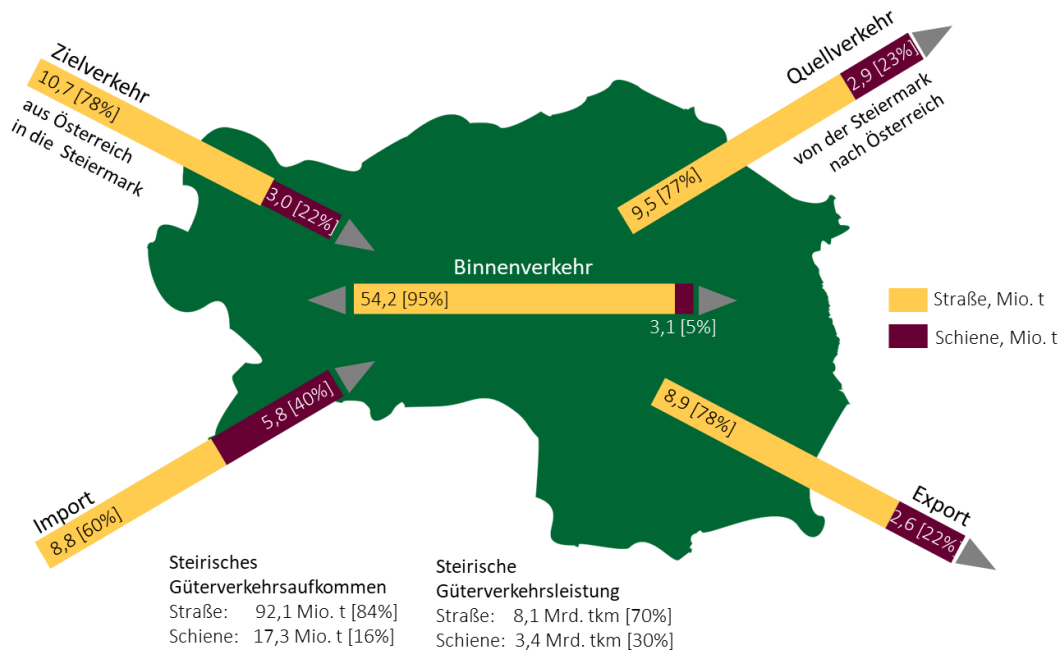 Zielverkehr
10,7 [78%]
aus Österreich
in die Steiermark
3,0 [22%]
Quellverkehr
2,9 [23%]
von der Steiermark
nach Österreich
9,5 [77%]
Binnenverkehr
54,2 [95%]
3,1 [5%]
Straße, Mio. t
Schiene, Mio. t
Import
8,8 [60%]
5,8 [40%]
8,9 [78%]
Export
2,6 [22%]
Steirisches
Güterverkehrsaufkommen
Straße: 92,1 Mio. t [84%]
Schiene: 17,3 Mio. t [16%]
Steirische
Güterverkehrsleistung
Straße: 8,1 Mrd. tkm [70%]
Schiene: 3,4 Mrd. tkm [30%]